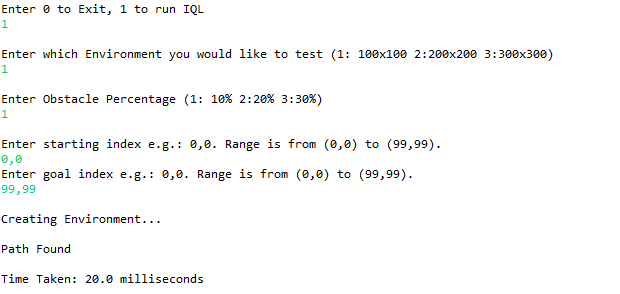 Enter 0 to Exit, 1 to run IQL
1
Enter which Environment you would like to test (1: 100x100 2:200x200 3:300x300)
1
Enter Obstacle Percentage (1: 10% 2:20% 3:30%)
1
Enter starting index e.g.: 0,0. Range is from (0,0) to (99,99).
0,0
Enter goal index e.g.: 0,0. Range is from (0,0) to (99,99).
99,99
Creating Environment...
Path Found
Time Taken: 20.0 milliseconds